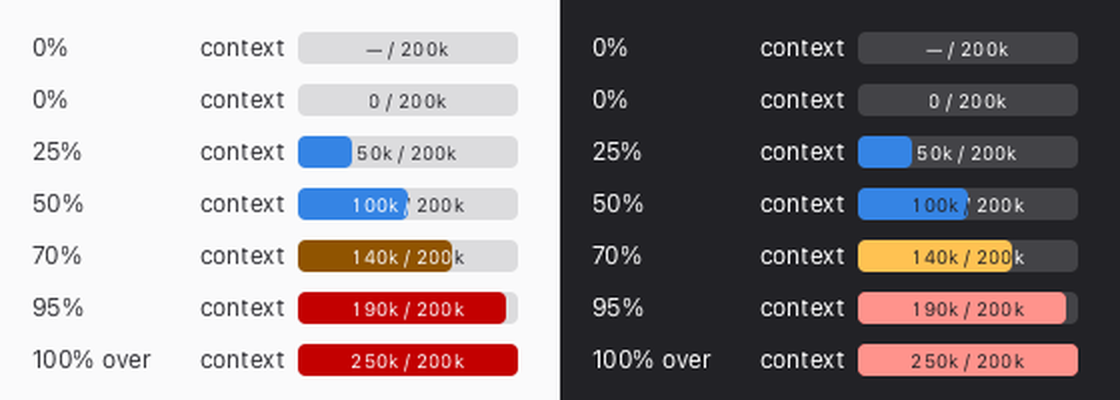 0% context — / 200k
0% context 0 / 200k
25% context 50k / 200k
50% context 100k / 200k
70% context 140k / 200k
95% context 190k / 200k
100% over context 250k / 200k
0% context — / 200k
0% context 0 / 200k
25% context 50k / 200k
50% context 100k / 200k
70% context 140k / 200k
95% context 190k / 200k
100% over context 250k / 200k